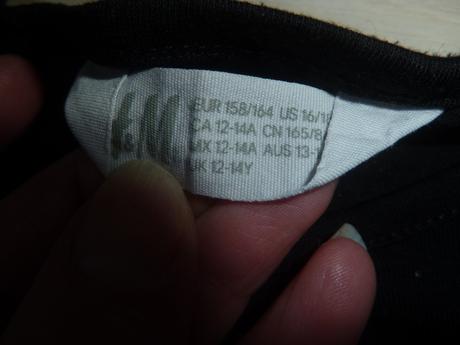 H&M
EUR 158/164 US 16/1
CA 12-14A CN 165/8
MX 12-14A AUS 13-1
UK 12-14Y